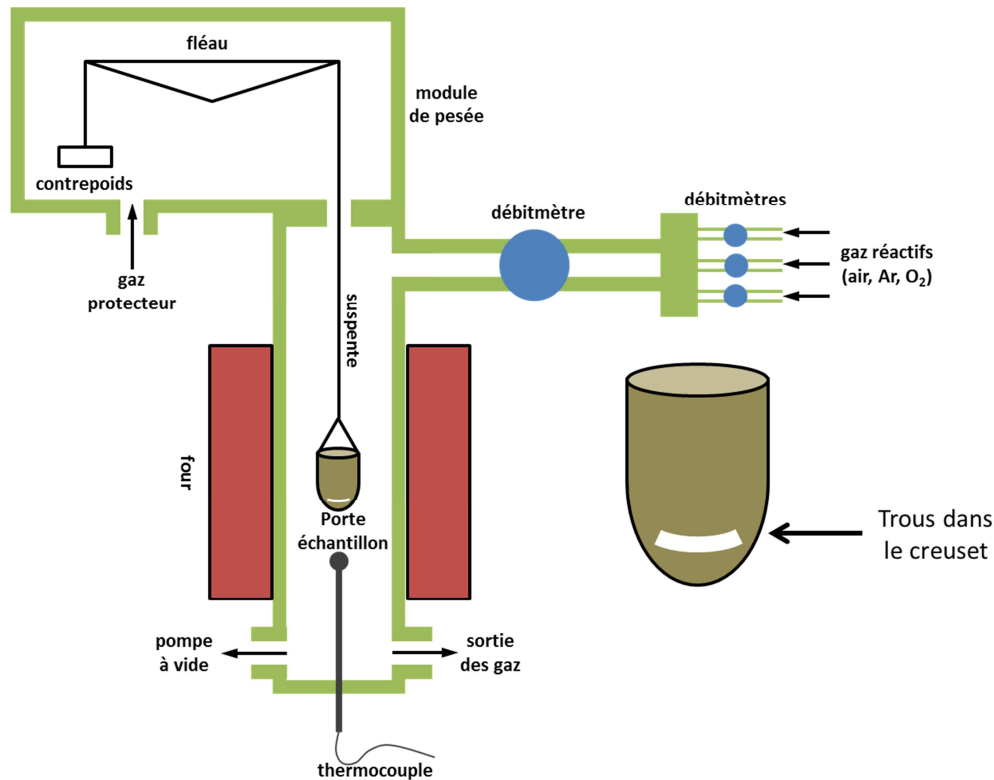 fléau
module
de pesée
contrepoids
gaz
protecteur
débitmètre
débitmètres
gaz réactifs
(air, Ar, O₂)
suspente
four
Porte
échantillon
Trous dans
le creuset
pompe
à vide
sortie
des gaz
thermocouple